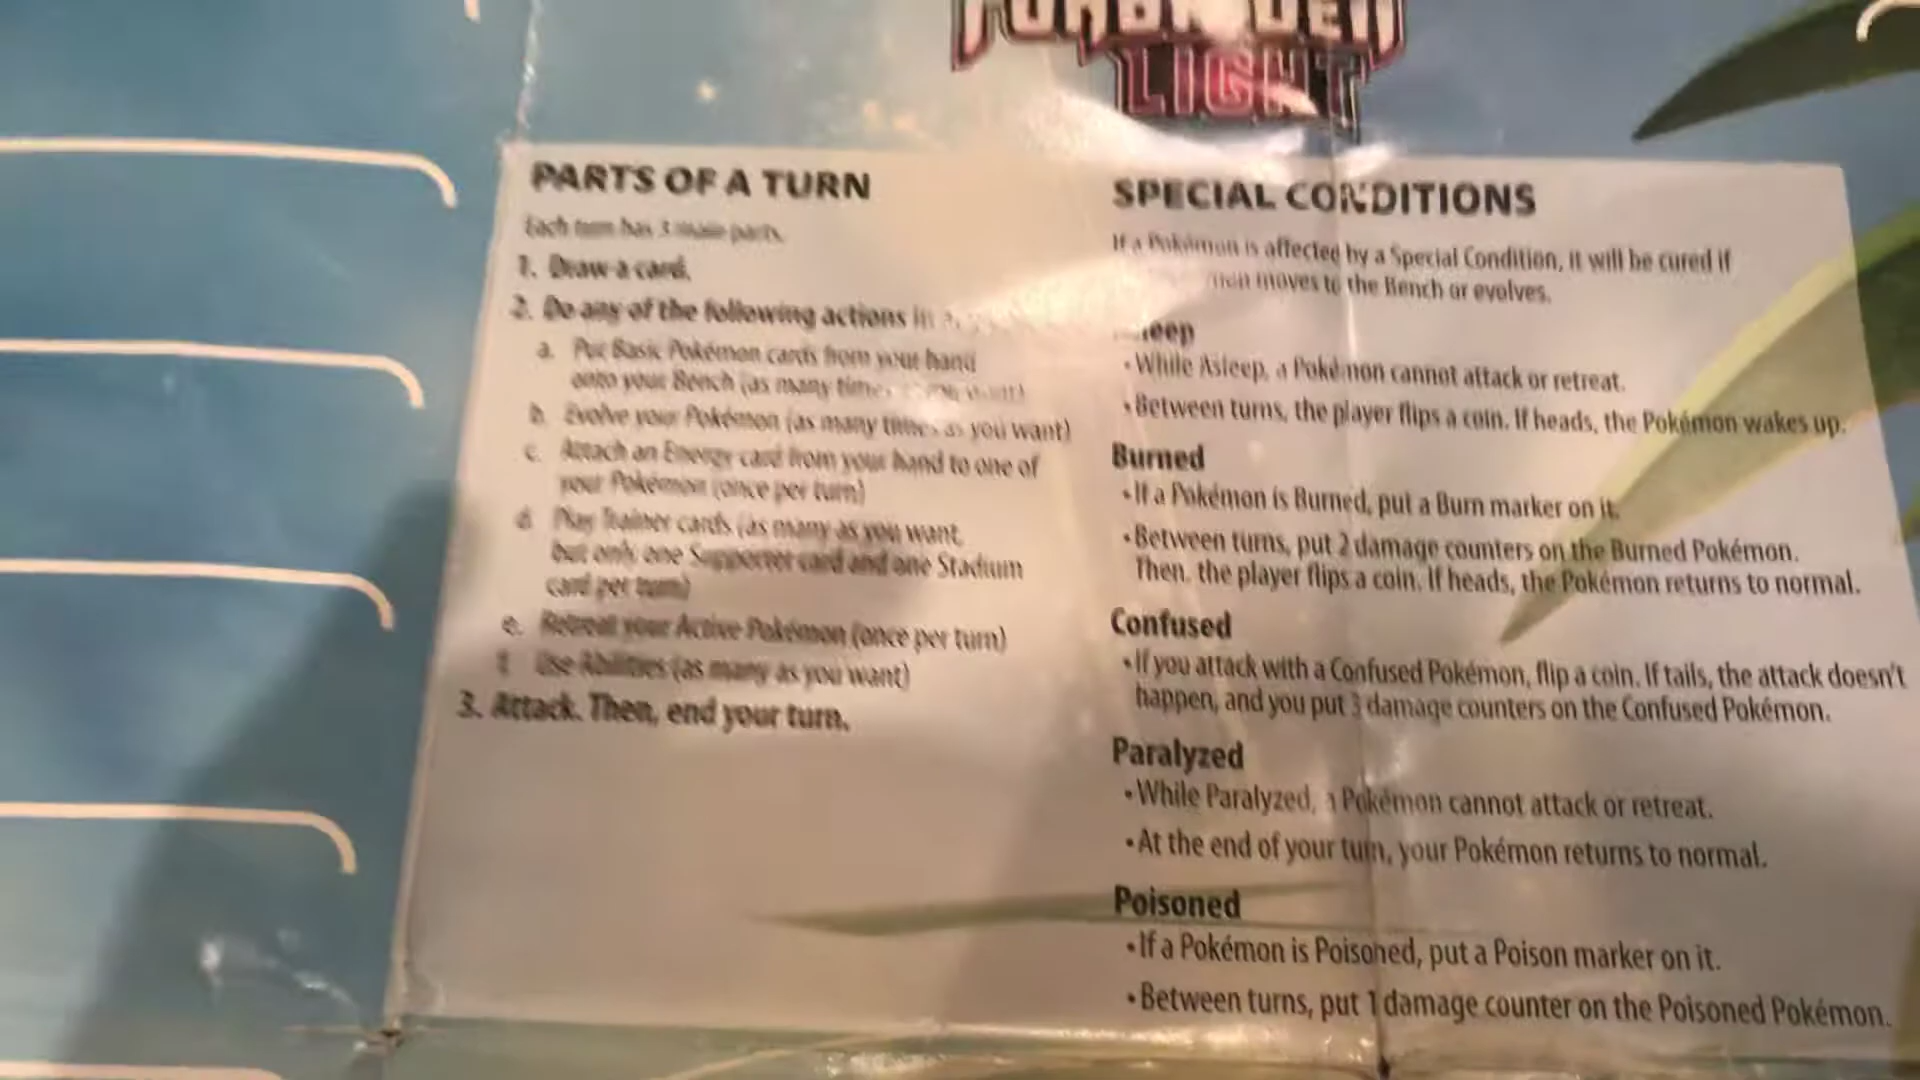 FORBIDDEN
LIGHT
PARTS OF A TURN
Each turn has 3 main parts.
1. Draw a card.
2. Do any of the following actions in
a. Put Basic Pokémon cards from your hand
onto your Bench (as many times want)
b. Evolve your Pokémon (as many times as you want)
c. Attach an Energy card from your hand to one of
your Pokémon (once per turn)
d. Play Trainer cards (as many as you want,
but only one Supporter card and one Stadium
card per turn)
e. Retreat your Active Pokémon (once per turn)
f. Use Abilities (as many as you want)
3. Attack. Then, end your turn.
SPECIAL CONDITIONS
If a Pokémon is affected by a Special Condition, it will be cured if
moves to the Bench or evolves.
Asleep
• While Asleep, a Pokémon cannot attack or retreat.
• Between turns, the player flips a coin. If heads, the Pokémon wakes up.
Burned
• If a Pokémon is Burned, put a Burn marker on it.
• Between turns, put 2 damage counters on the Burned Pokémon.
Then, the player flips a coin. If heads, the Pokémon returns to normal.
Confused
• If you attack with a Confused Pokémon, flip a coin. If tails, the attack doesn't
happen, and you put 3 damage counters on the Confused Pokémon.
Paralyzed
• While Paralyzed, a Pokémon cannot attack or retreat.
• At the end of your turn, your Pokémon returns to normal.
Poisoned
• If a Pokémon is Poisoned, put a Poison marker on it.
• Between turns, put 1 damage counter on the Poisoned Pokémon.